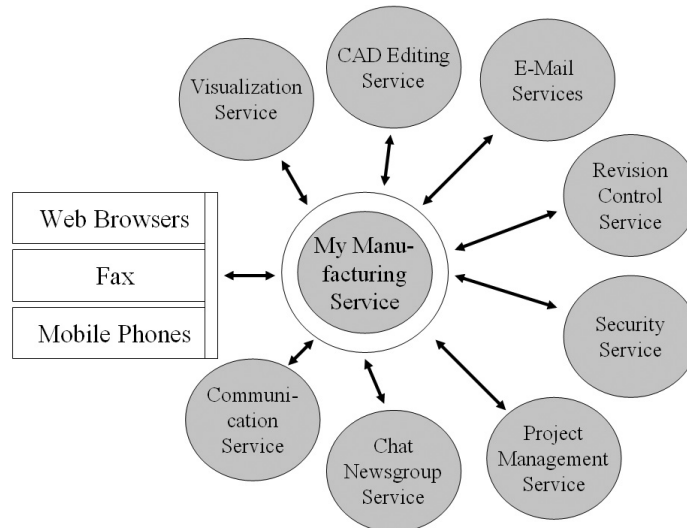 Visualization
Service
CAD Editing
Service
E-Mail
Services
Revision
Control
Service
Web Browsers
Fax
Mobile Phones
My Manu-
facturing
Service
Security
Service
Communi-
cation
Service
Chat
Newsgroup
Service
Project
Management
Service